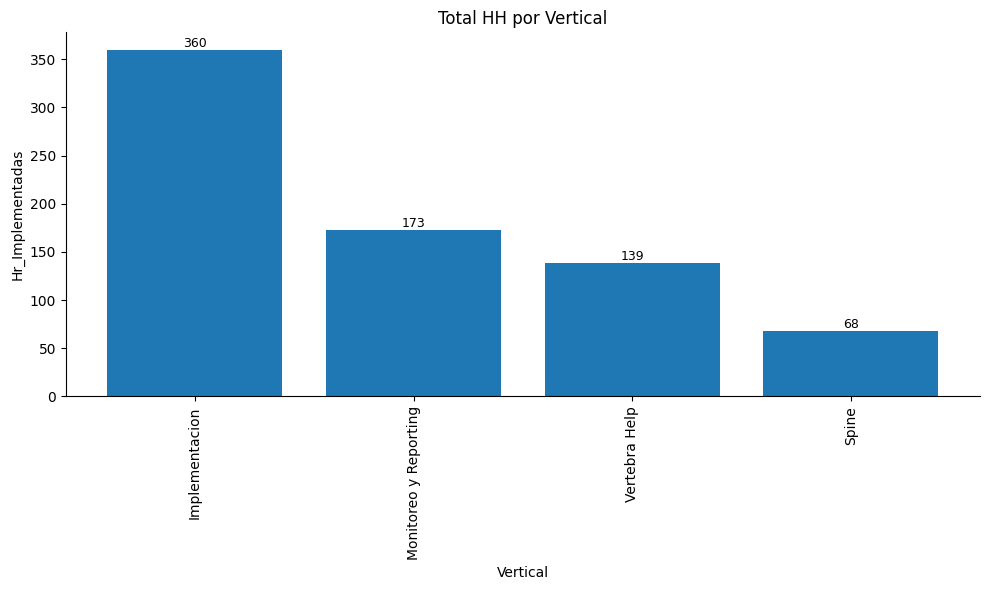 Total HH por Vertical
Hr_Implementadas
350
300
250
200
150
100
50
0
360
173
139
68
Implementacion
Monitoreo y Reporting
Vertebra Help
Spine
Vertical